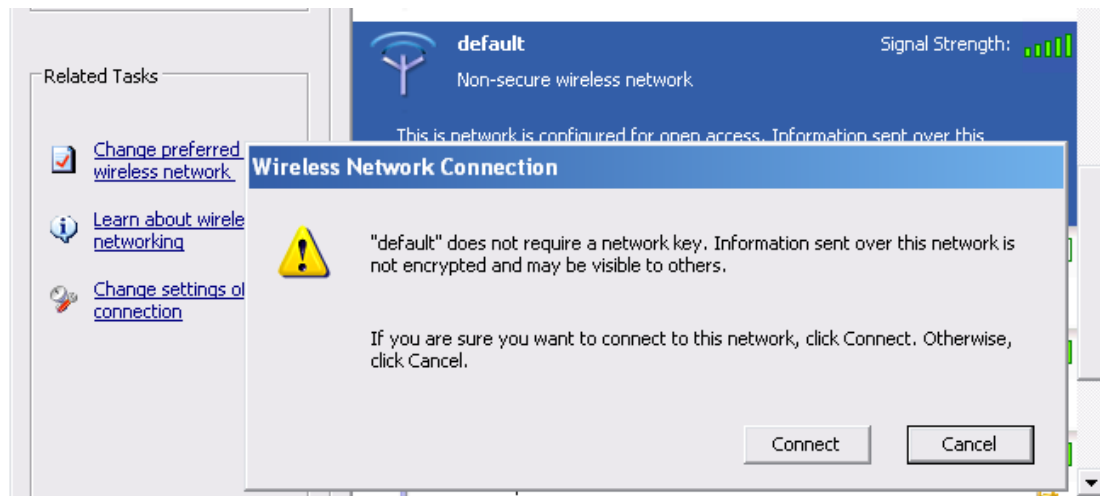 default
Signal Strength:
Non-secure wireless network
Related Tasks
This is network is configured for open access. Information sent over this
Change preferred
wireless network
Wireless Network Connection
Learn about wirele
networking
"default" does not require a network key. Information sent over this network is
not encrypted and may be visible to others.
Change settings of
connection
If you are sure you want to connect to this network, click Connect. Otherwise,
click Cancel.
Connect
Cancel